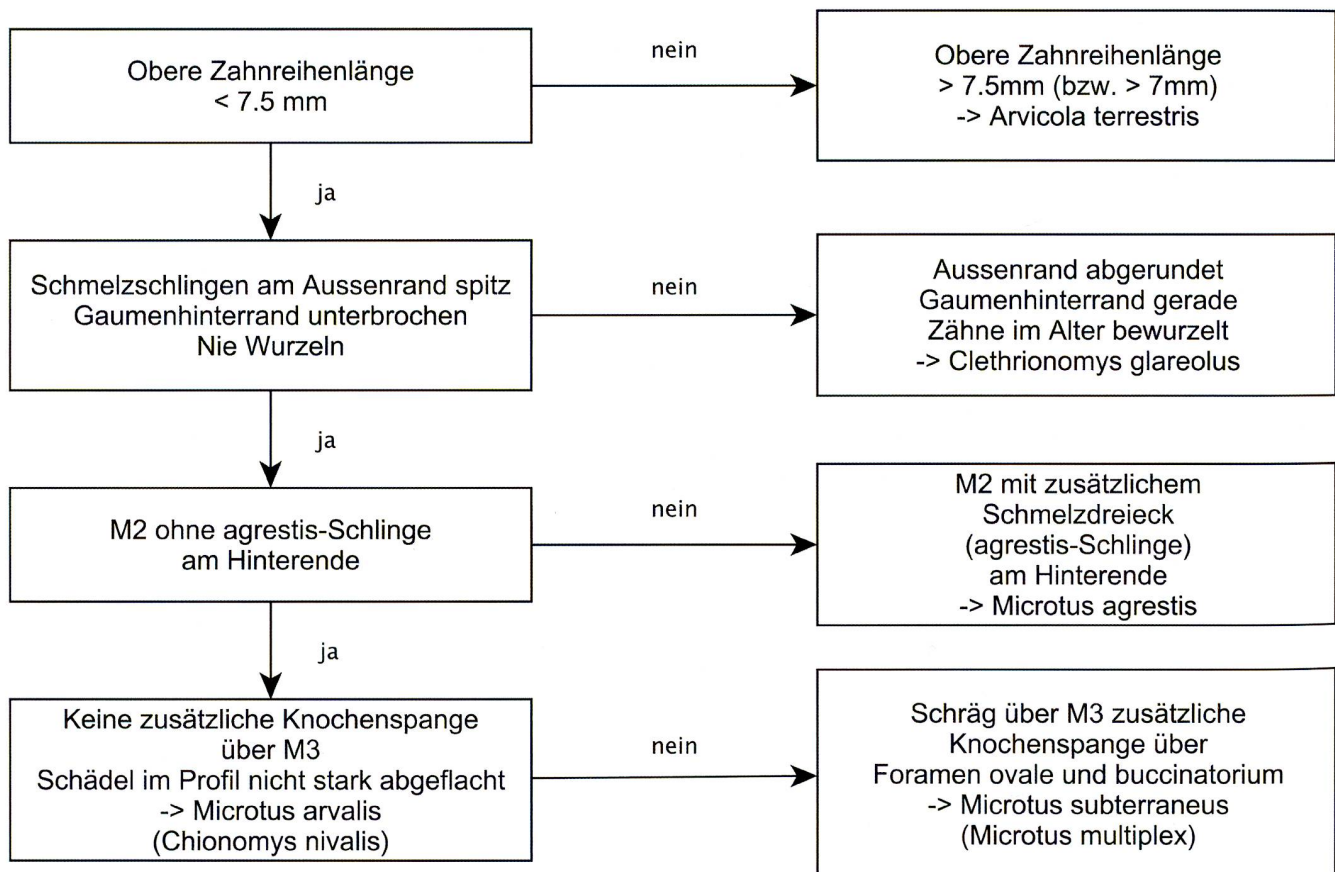 Obere Zahnreihenlänge
< 7.5 mm
nein
Obere Zahnreihenlänge
> 7.5mm (bzw. > 7mm)
-> Arvicola terrestris
ja
Schmelzschlingen am Aussenrand spitz
Gaumenhinterrand unterbrochen
Nie Wurzeln
nein
Aussenrand abgerundet
Gaumenhinterrand gerade
Zähne im Alter bewurzelt
-> Clethrionomys glareolus
ja
M2 ohne agrestis-Schlinge
am Hinterende
nein
M2 mit zusätzlichem
Schmelzdreieck
(agrestis-Schlinge)
am Hinterende
-> Microtus agrestis
ja
Keine zusätzliche Knochenspange
über M3
Schädel im Profil nicht stark abgeflacht
-> Microtus arvalis
(Chionomys nivalis)
nein
Schräg über M3 zusätzliche
Knochenspange über
Foramen ovale und buccinatorium
-> Microtus subterraneus
(Microtus multiplex)